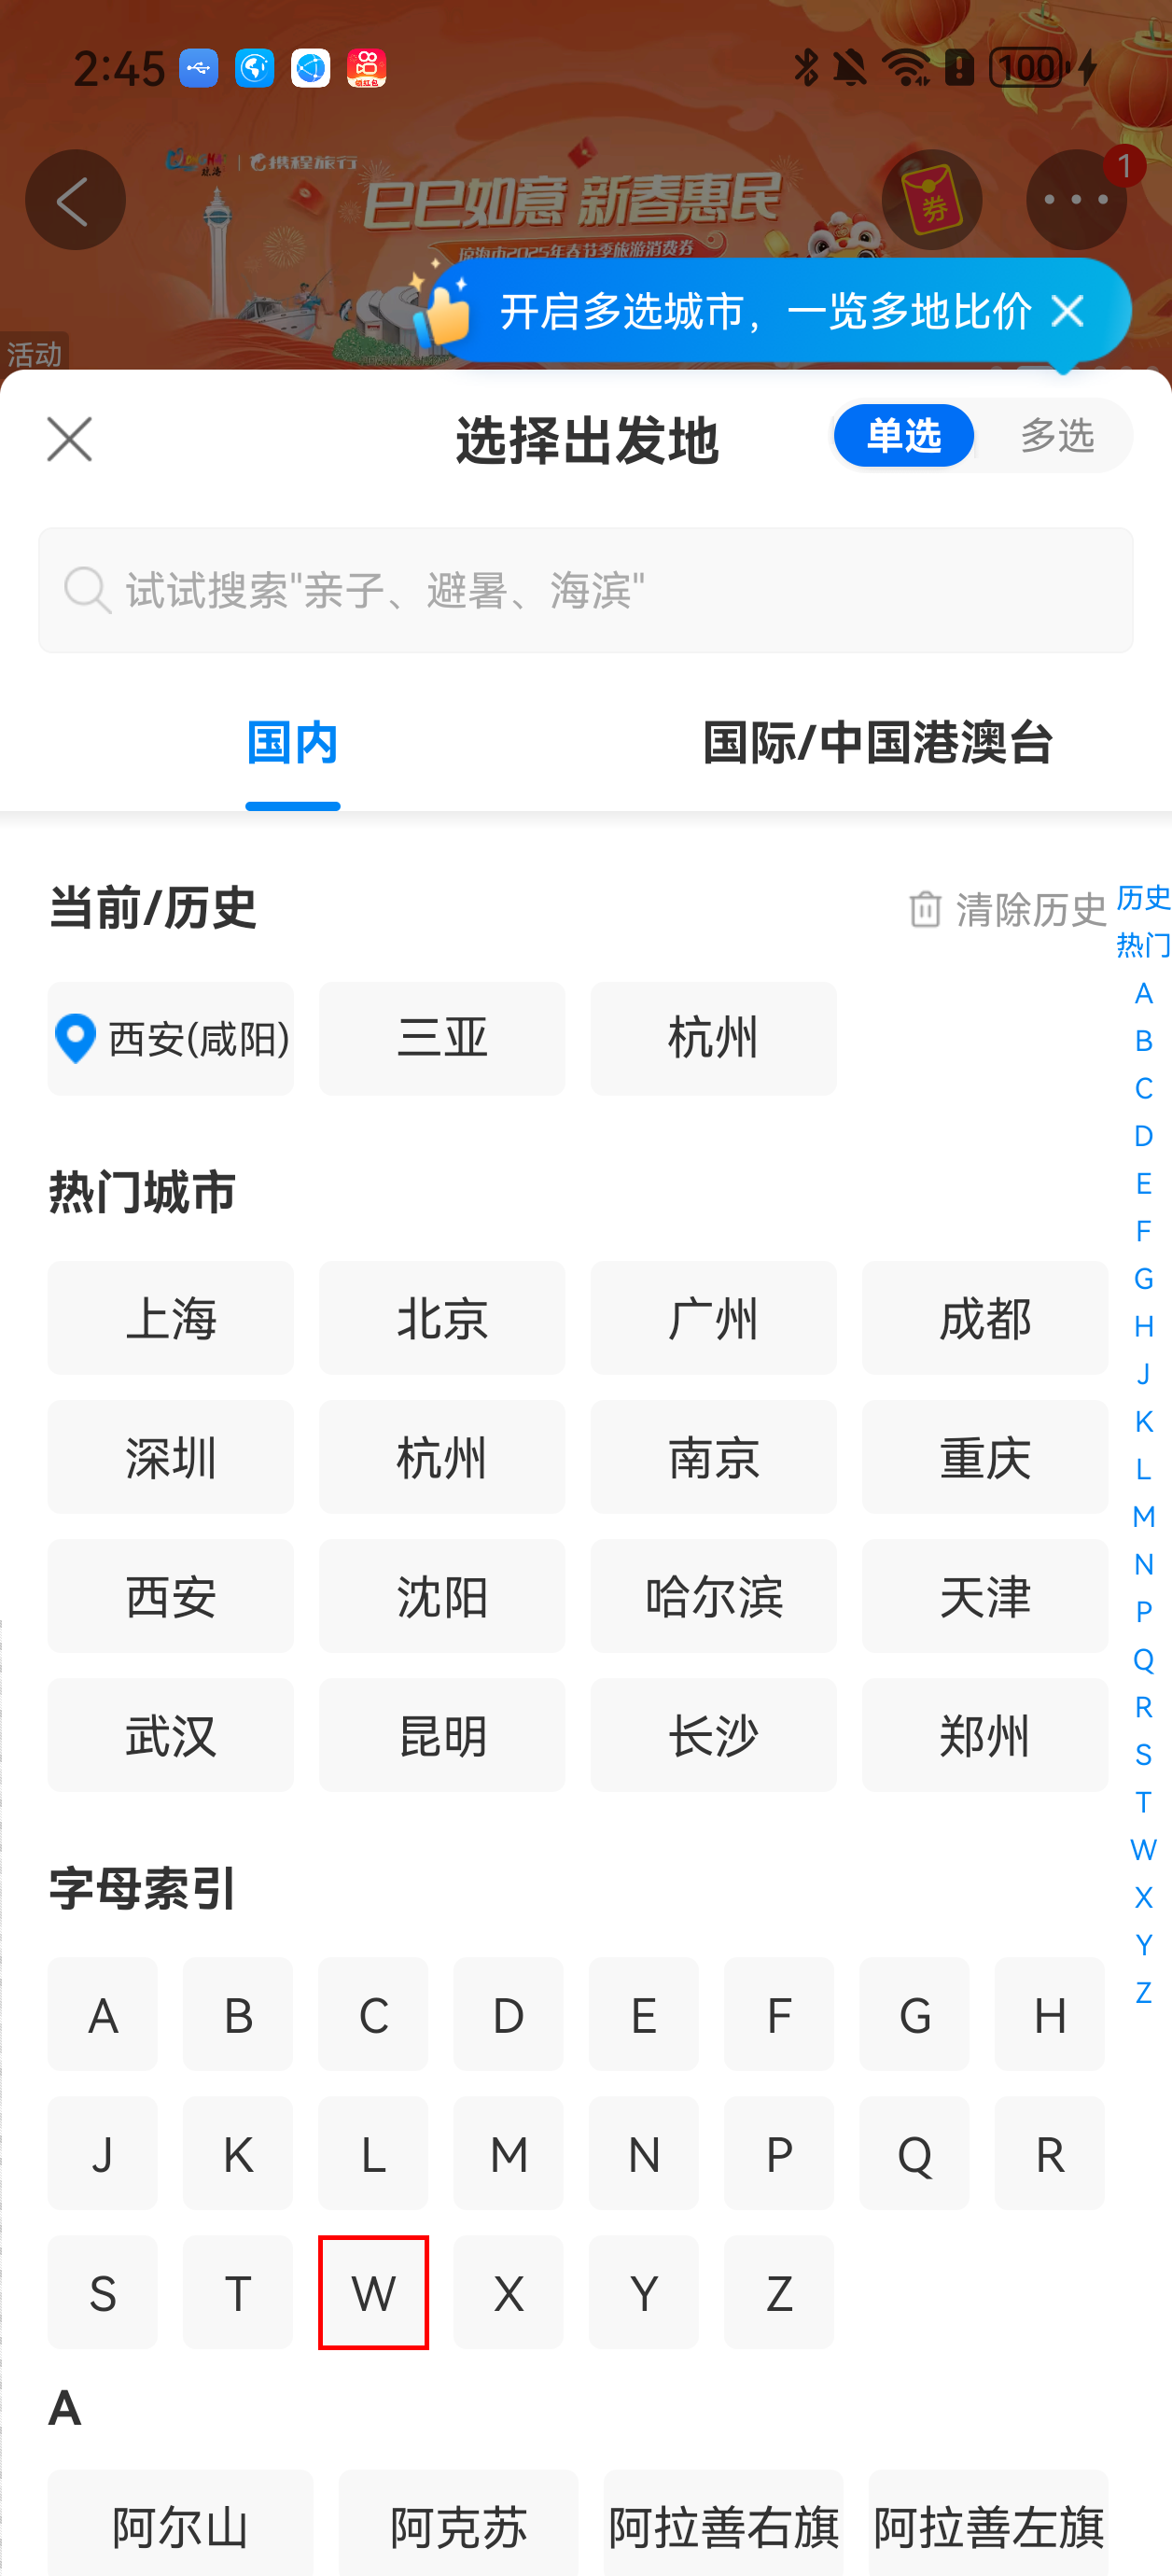 2:45
领红包
100
携程旅行
巳巳如意 新春惠民
2025年春节季旅游消费券
券
1
活动
开启多选城市，一览多地比价
选择出发地
单选
多选
试试搜索"亲子、避暑、海滨"
国内
国际/中国港澳台
当前/历史
清除历史
西安(咸阳)
三亚
杭州
热门城市
上海
北京
广州
成都
深圳
杭州
南京
重庆
西安
沈阳
哈尔滨
天津
武汉
昆明
长沙
郑州
字母索引
A B C D E F G H
J K L M N P Q R
S T W X Y Z
A
阿尔山
阿克苏
阿拉善右旗
阿拉善左旗
历史
热门
A
B
C
D
E
F
G
H
J
K
L
M
N
P
Q
R
S
T
W
X
Y
Z